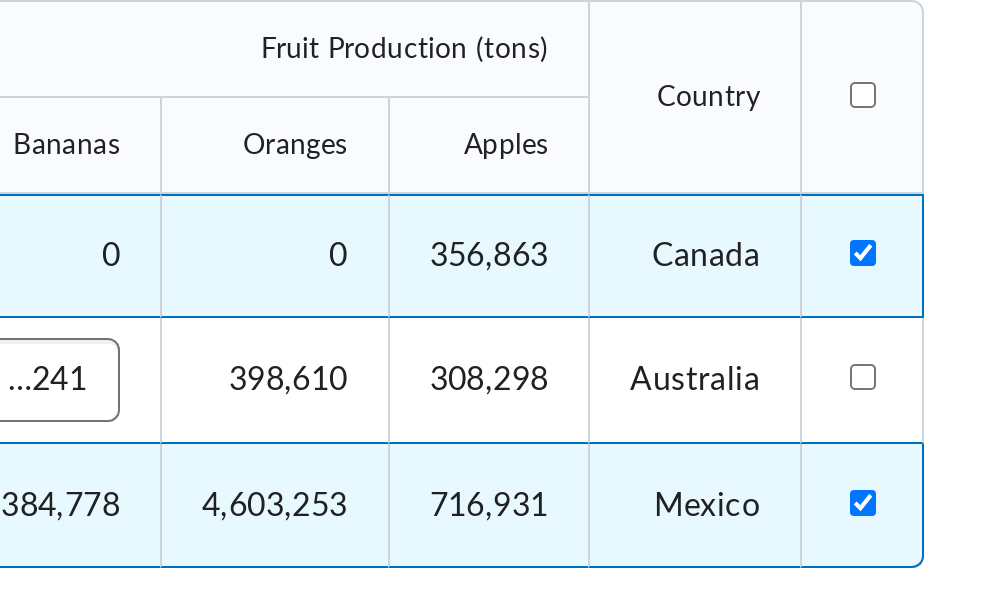 Fruit Production (tons)
Country
Bananas Oranges Apples
0 0 356,863 Canada
...241 398,610 308,298 Australia
384,778 4,603,253 716,931 Mexico